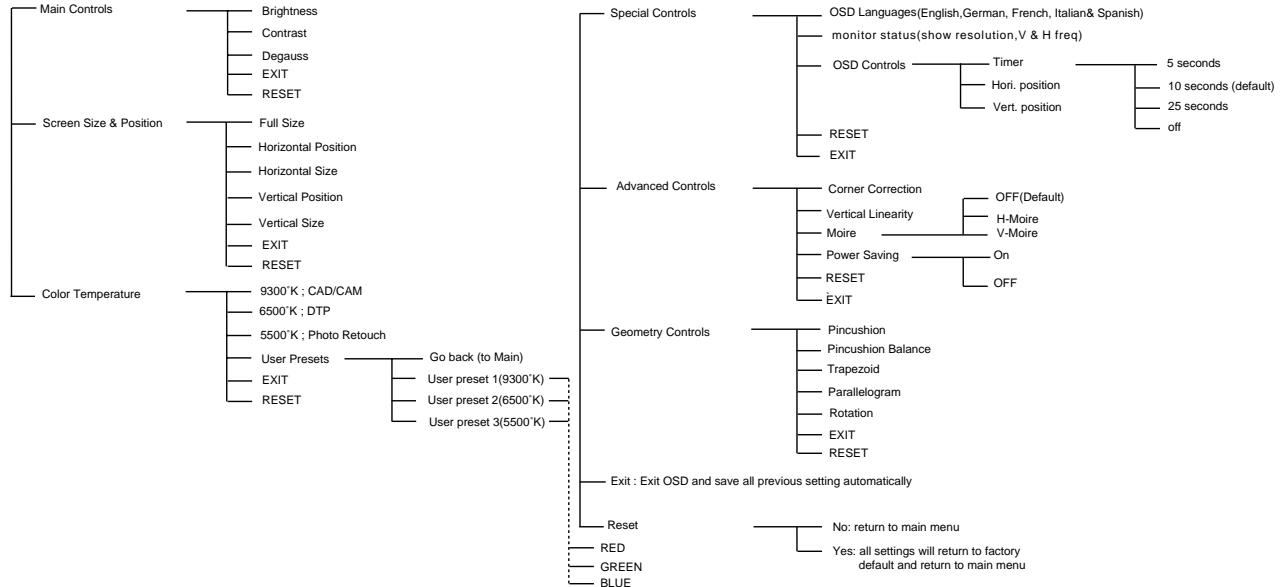 Main Controls
Brightness
Contrast
Degauss
EXIT
RESET
Screen Size & Position
Full Size
Horizontal Position
Horizontal Size
Vertical Position
Vertical Size
EXIT
RESET
Color Temperature
9300°K ; CAD/CAM
6500°K ; DTP
5500°K ; Photo Retouch
User Presets
Go back (to Main)
User preset 1(9300°K)
User preset 2(6500°K)
User preset 3(5500°K)
EXIT
RESET
RED
GREEN
BLUE
Special Controls
OSD Languages(English,German, French, Italian& Spanish)
monitor status(show resolution,V & H freq)
OSD Controls
Timer
5 seconds
10 seconds (default)
25 seconds
off
Hori. position
Vert. position
RESET
EXIT
Advanced Controls
Corner Correction
Vertical Linearity
Moire
OFF(Default)
H-Moire
V-Moire
Power Saving
On
OFF
RESET
EXIT
Geometry Controls
Pincushion
Pincushion Balance
Trapezoid
Parallelogram
Rotation
EXIT
RESET
Exit : Exit OSD and save all previous setting automatically
Reset
No: return to main menu
Yes: all settings will return to factory
default and return to main menu